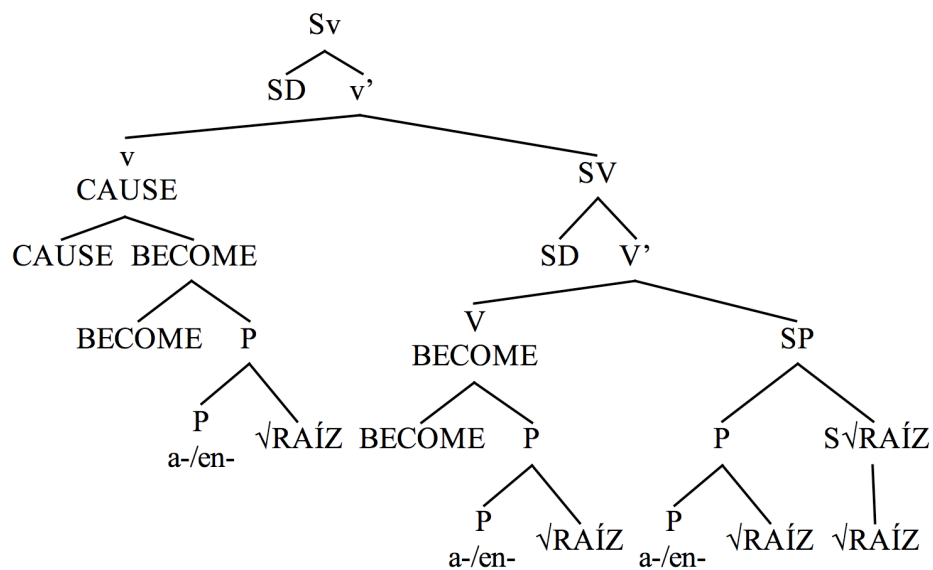 Sv
SD v’
v
CAUSE
SV
CAUSE BECOME
SD V’
BECOME P
V
BECOME
SP
P
a-/en-
√RAÍZ
BECOME P
P
S√RAÍZ
P
a-/en-
√RAÍZ
P
a-/en-
√RAÍZ
√RAÍZ